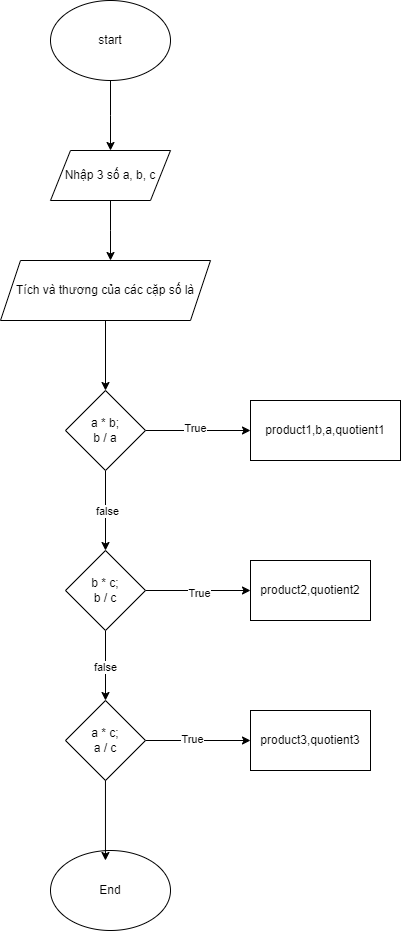 start
Nhập 3 số a, b, c
Tích và thương của các cặp số là
a * b;
b / a
True
product1,b,a,quotient1
false
b * c;
b / c
True
product2,quotient2
false
a * c;
a / c
True
product3,quotient3
End